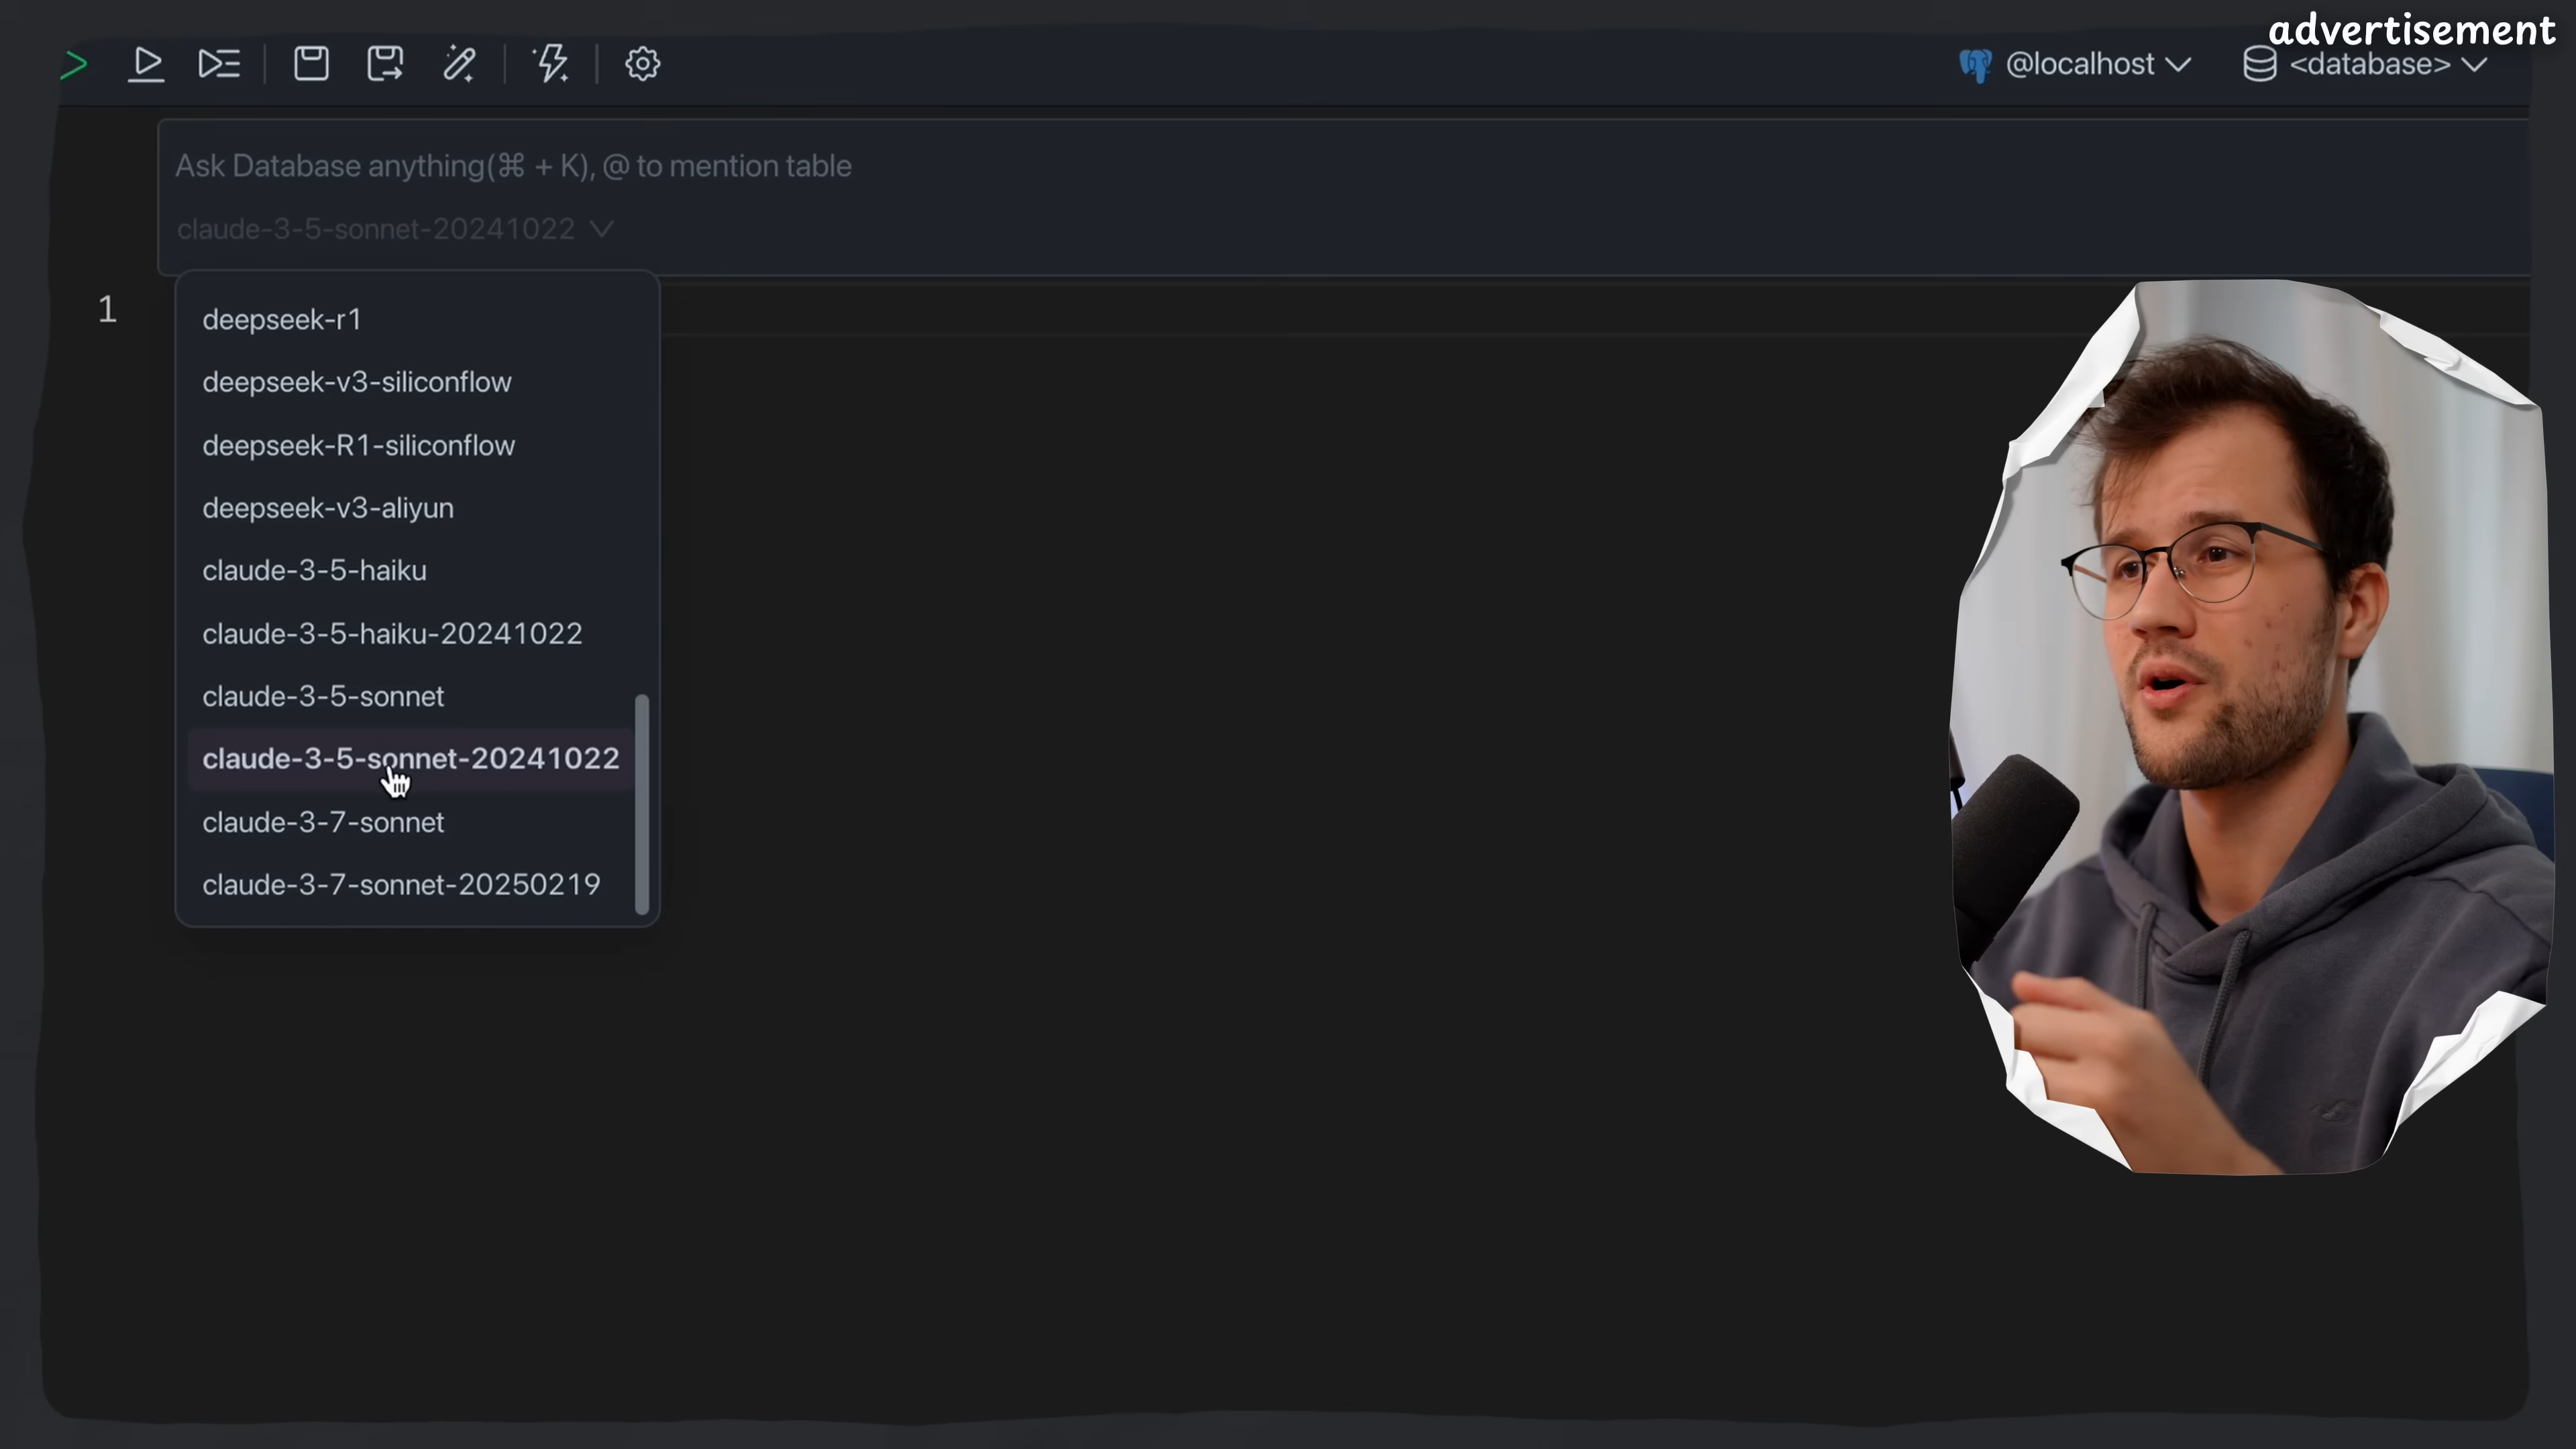 advertisement
@localhost
<database>
Ask Database anything(⌘ + K), @ to mention table
claude-3-5-sonnet-20241022
1
deepseek-r1
deepseek-v3-siliconflow
deepseek-R1-siliconflow
deepseek-v3-aliyun
claude-3-5-haiku
claude-3-5-haiku-20241022
claude-3-5-sonnet
claude-3-5-sonnet-20241022
claude-3-7-sonnet
claude-3-7-sonnet-20250219